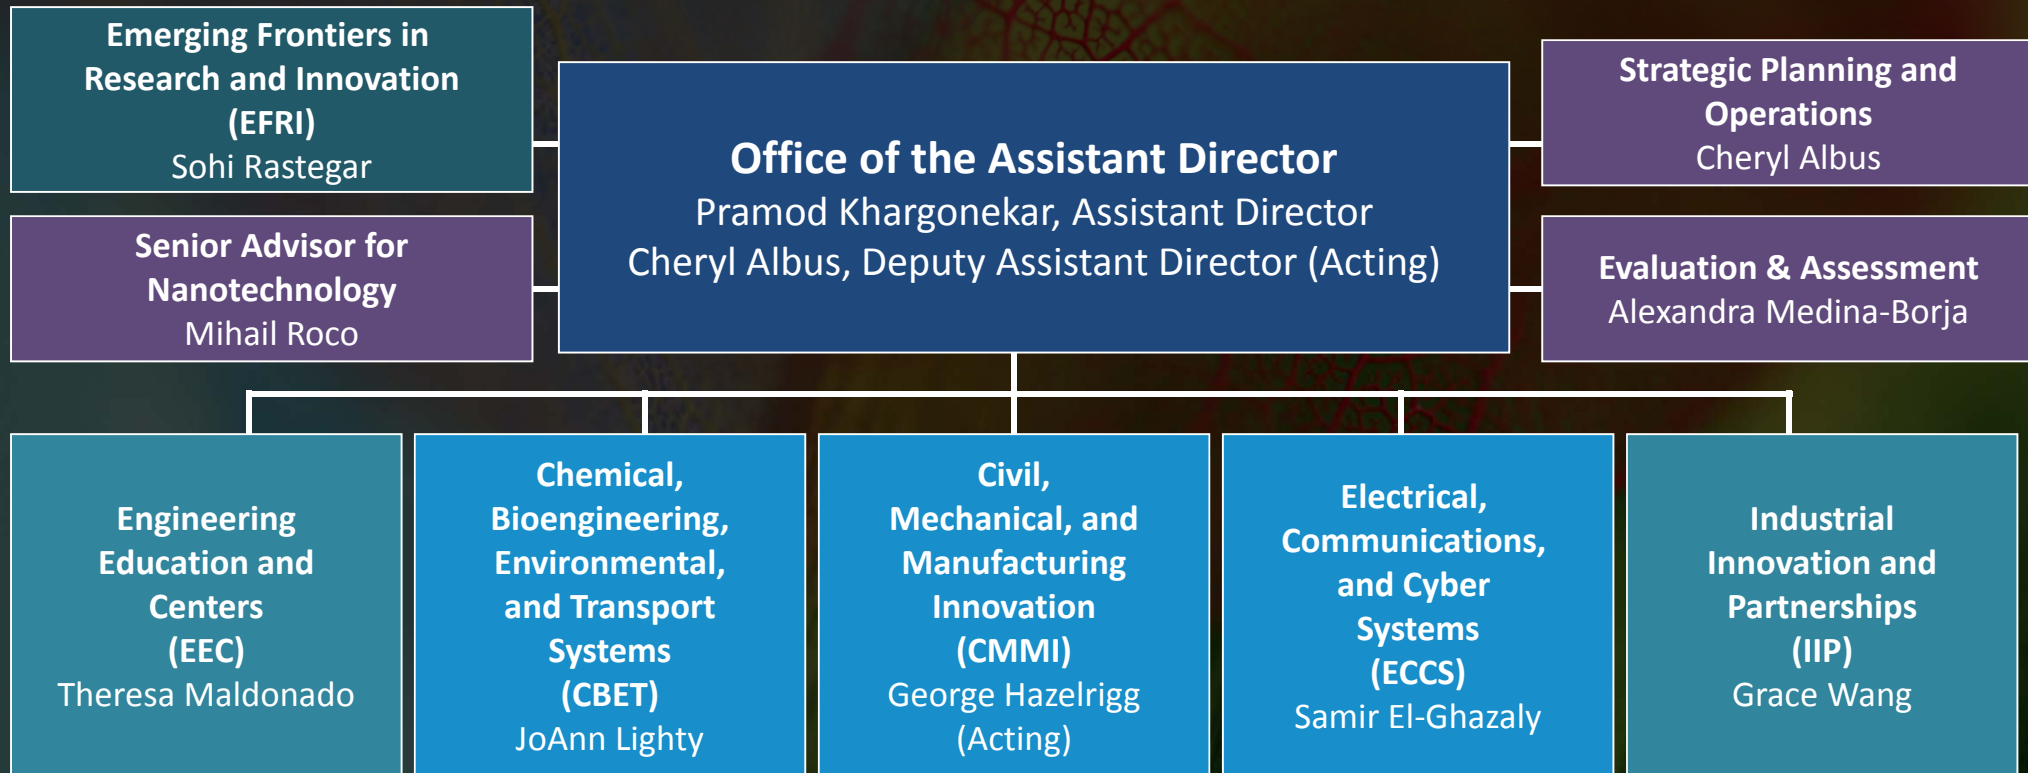 Emerging Frontiers in
Research and Innovation
(EFRI)
Sohi Rastegar
Senior Advisor for
Nanotechnology
Mihail Roco
Office of the Assistant Director
Pramod Khargonekar, Assistant Director
Cheryl Albus, Deputy Assistant Director (Acting)
Strategic Planning and
Operations
Cheryl Albus
Evaluation & Assessment
Alexandra Medina-Borja
Engineering
Education and
Centers
(EEC)
Theresa Maldonado
Chemical,
Bioengineering,
Environmental,
and Transport
Systems
(CBET)
JoAnn Lighty
Civil,
Mechanical, and
Manufacturing
Innovation
(CMMI)
George Hazelrigg
(Acting)
Electrical,
Communications,
and Cyber
Systems
(ECCS)
Samir El-Ghazaly
Industrial
Innovation and
Partnerships
(IIP)
Grace Wang